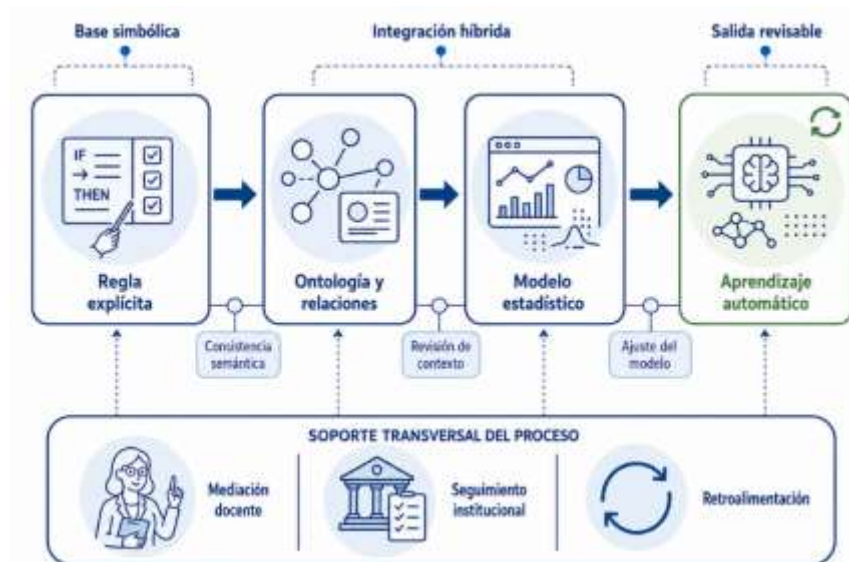 Base simbólica
Integración híbrida
Salida revisable
IF
THEN
Regla
explícita
Ontología y
relaciones
Modelo
estadístico
Aprendizaje
automático
Consistencia
semántica
Revisión de
contexto
Ajuste del
modelo
SOPORTE TRANSVERSAL DEL PROCESO
Mediación
docente
Seguimiento
institucional
Retroalimentación